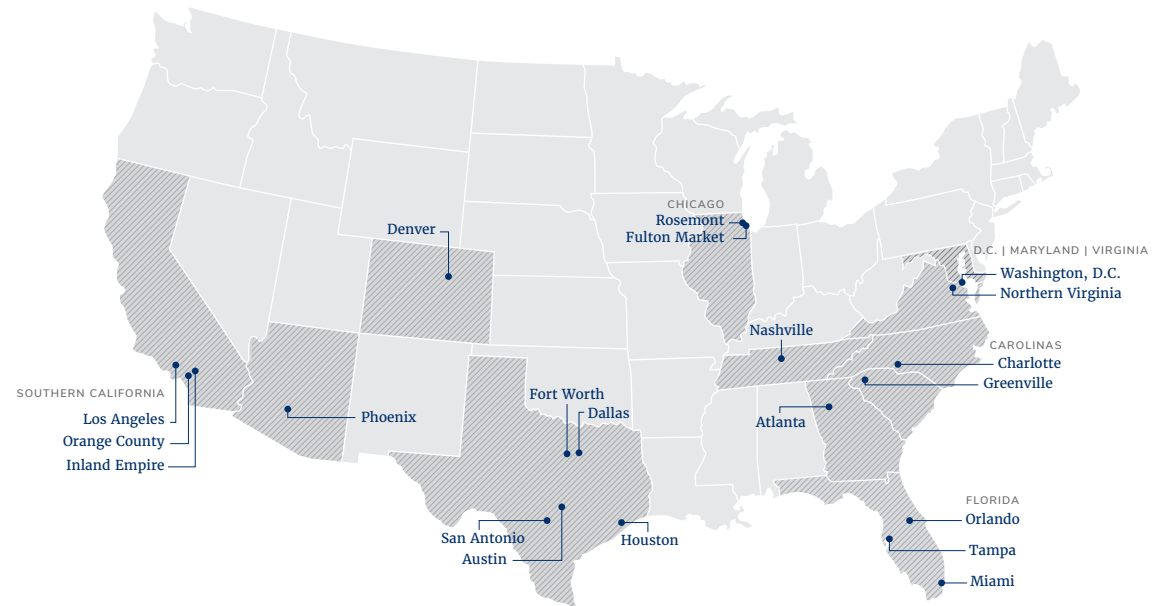 CHICAGO
Rosemont
Fulton Market
Denver
D.C. | MARYLAND | VIRGINIA
Washington, D.C.
Northern Virginia
Nashville
CAROLINAS
Charlotte
Greenville
SOUTHERN CALIFORNIA
Los Angeles
Orange County
Inland Empire
Phoenix
Fort Worth
Dallas
Atlanta
San Antonio
Austin
Houston
FLORIDA
Orlando
Tampa
Miami